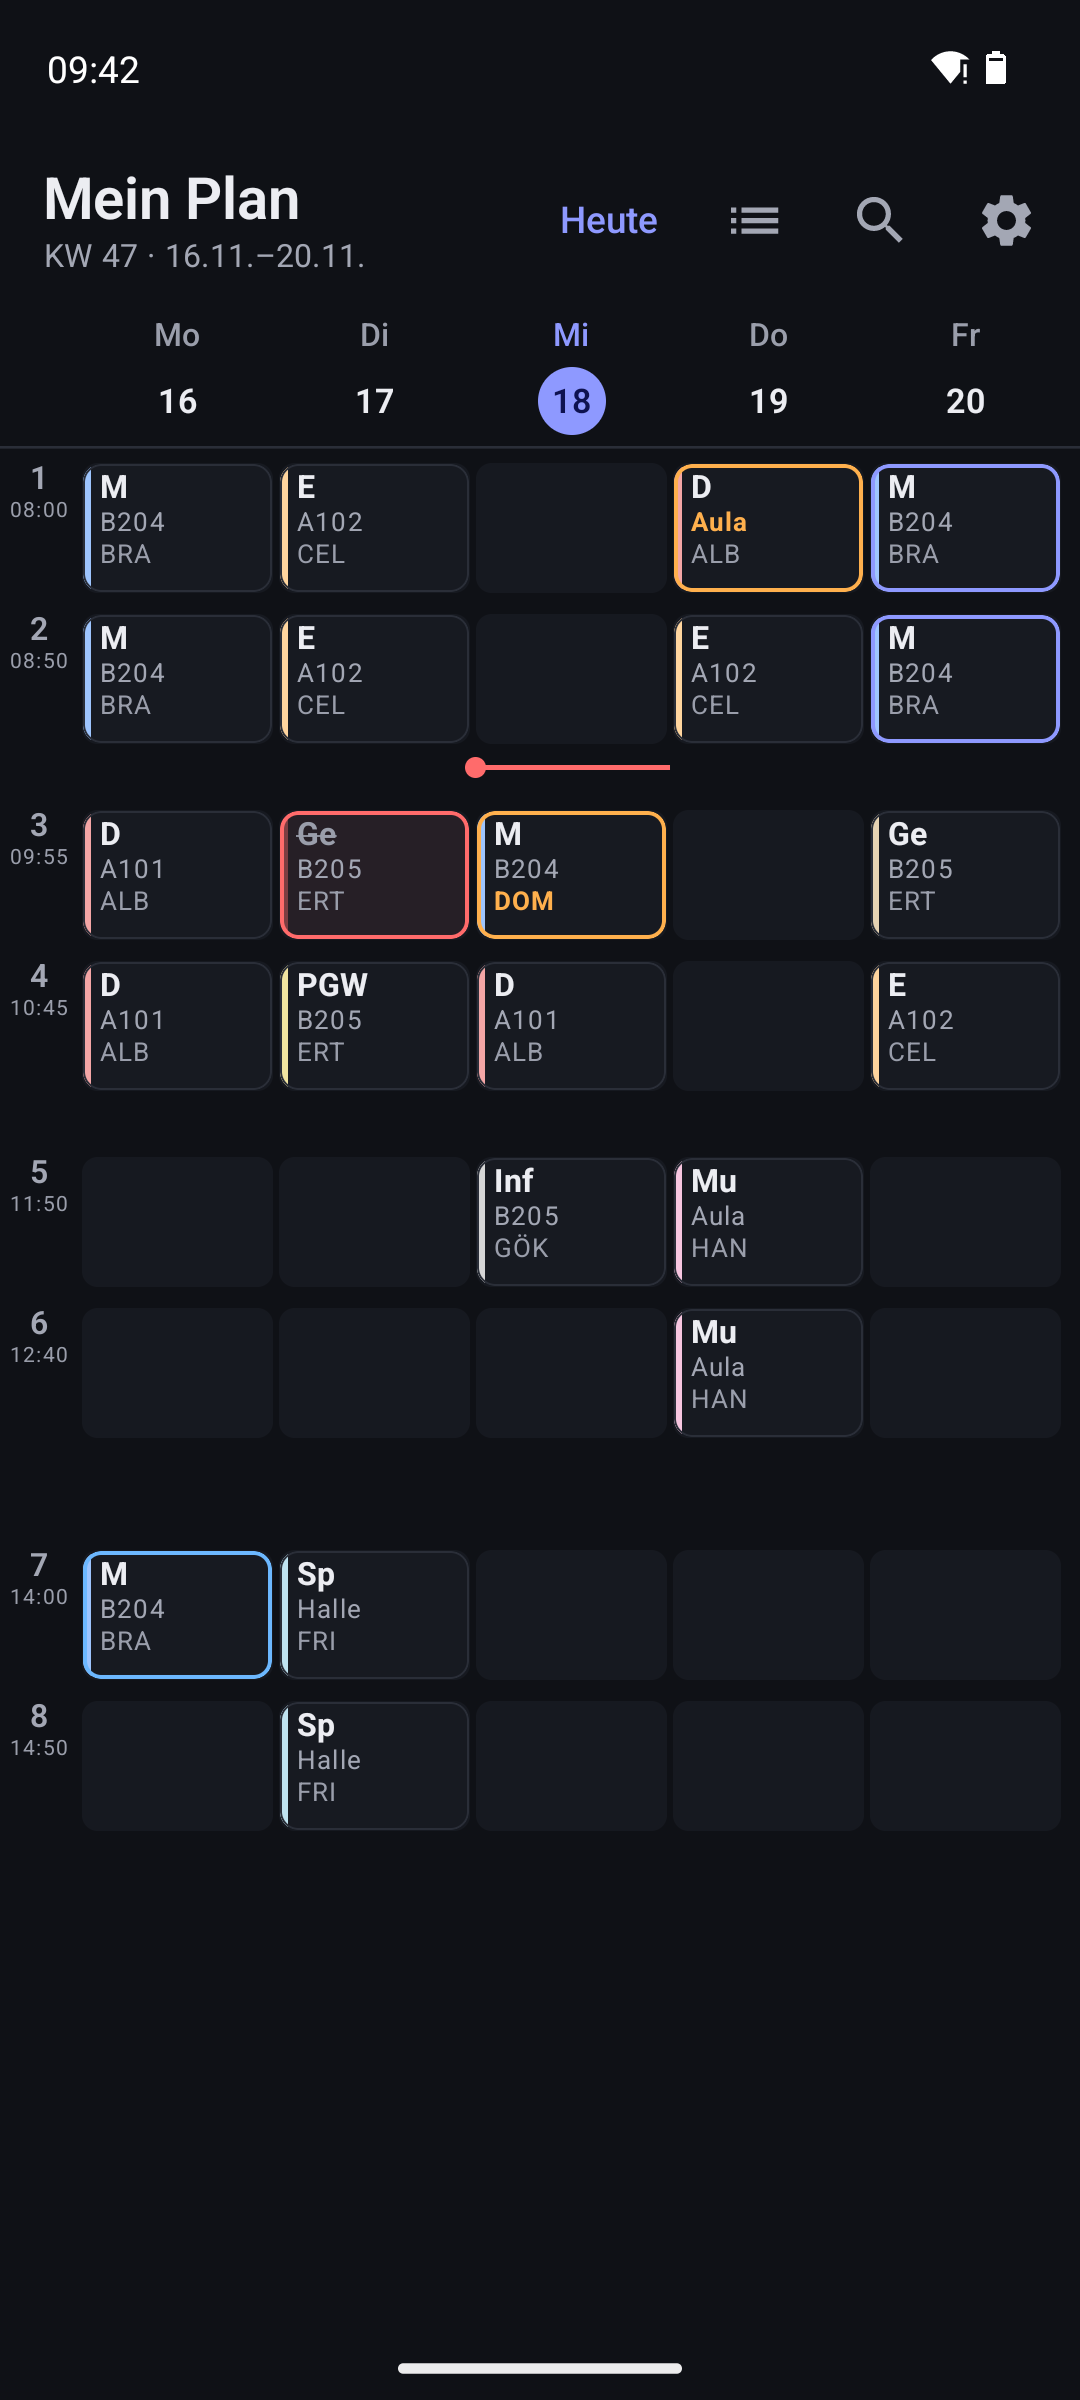 09:42
Mein Plan
KW 47 · 16.11.–20.11.
Heute
Mo Di Mi Do Fr
16 17 18 19 20
1
08:00
M
B204
BRA
E
A102
CEL
D
Aula
ALB
M
B204
BRA
2
08:50
M
B204
BRA
E
A102
CEL
E
A102
CEL
M
B204
BRA
3
09:55
D
A101
ALB
Ge
B205
ERT
M
B204
DOM
Ge
B205
ERT
4
10:45
D
A101
ALB
PGW
B205
ERT
D
A101
ALB
E
A102
CEL
5
11:50
Inf
B205
GÖK
Mu
Aula
HAN
6
12:40
Mu
Aula
HAN
7
14:00
M
B204
BRA
Sp
Halle
FRI
8
14:50
Sp
Halle
FRI